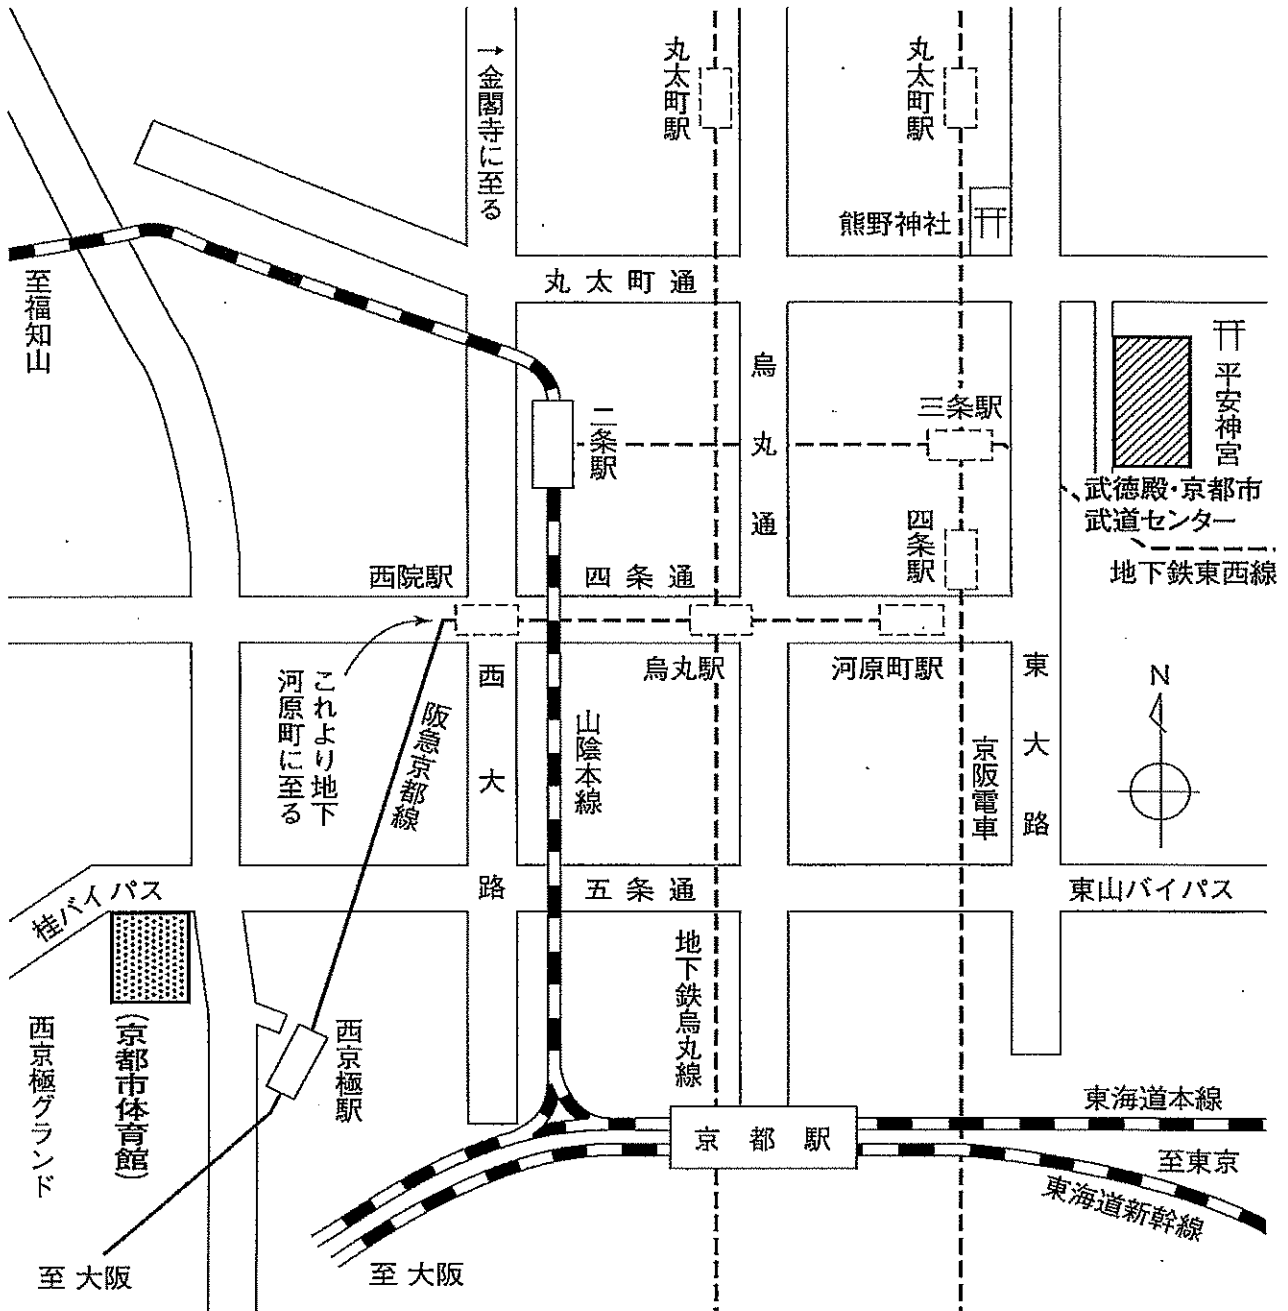 丸太町駅
丸太町駅
→金閣寺に至る
熊野神社
丸太町通
至福知山
烏丸通
平安神宮
三条駅
二条駅
武徳殿・京都市
武道センター
四条駅
地下鉄東西線
西院駅
四条通
烏丸駅
河原町駅
東大路
西大路
N
これより地下
河原町に至る
阪急京都線
山陰本線
京阪電車
桂バイパス
五条通
東山バイパス
地下鉄烏丸線
西京極グランド
(京都市体育館)
西京極駅
東海道本線
京都駅
至東京
東海道新幹線
至 大阪
至 大阪